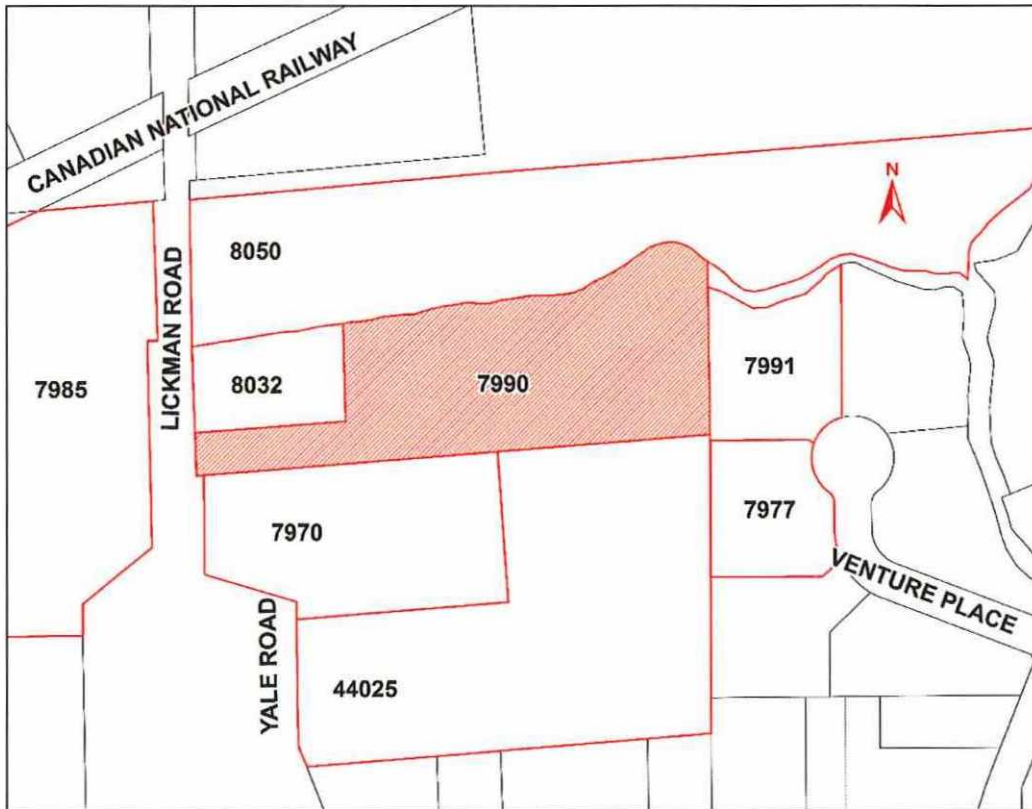 CANADIAN NATIONAL RAILWAY
N
8050
LICKMAN ROAD
7985
8032
7990
7991
7970
7977
VENTURE PLACE
YALE ROAD
44025